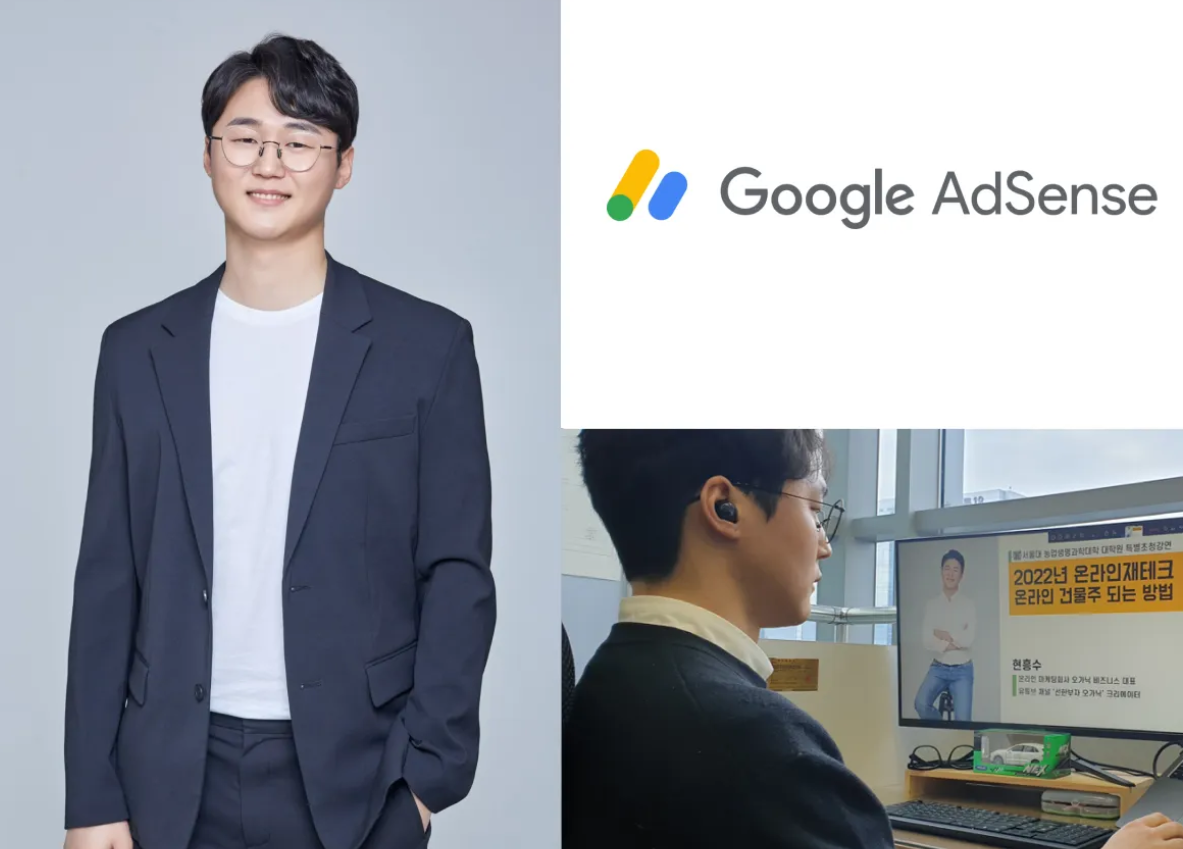 Google AdSense
서울대 농업생명과학대학 대학원 특별초청강연
2022년 온라인재테크
온라인 건물주 되는 방법
현흥수
온라인 마케팅회사 오가닉 비즈니스 대표
유튜브 채널 '선한부자 오가닉' 크리에이터